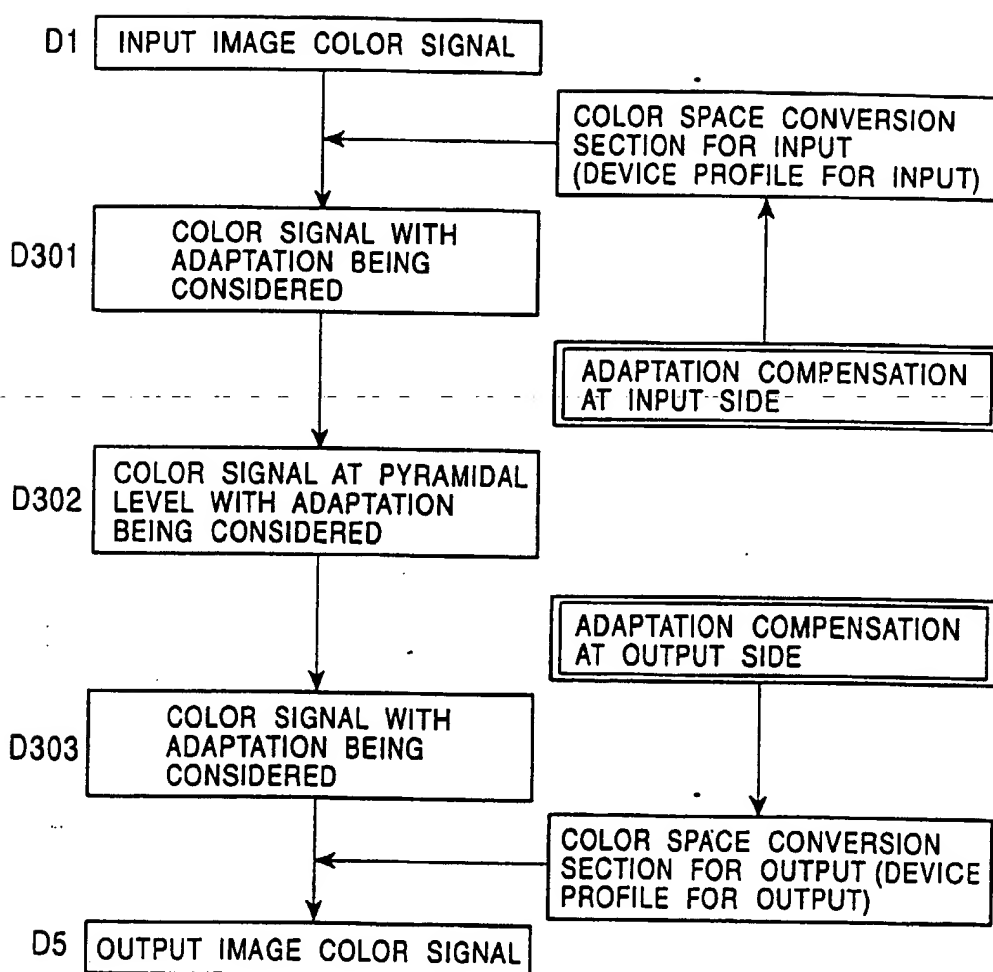 D1
INPUT IMAGE COLOR SIGNAL
COLOR SPACE CONVERSION
SECTION FOR INPUT
(DEVICE PROFILE FOR INPUT)
D301
COLOR SIGNAL WITH
ADAPTATION BEING
CONSIDERED
ADAPTATION COMPENSATION
AT INPUT SIDE
D302
COLOR SIGNAL AT PYRAMIDAL
LEVEL WITH ADAPTATION
BEING CONSIDERED
ADAPTATION COMPENSATION
AT OUTPUT SIDE
D303
COLOR SIGNAL WITH
ADAPTATION BEING
CONSIDERED
COLOR SPACE CONVERSION
SECTION FOR OUTPUT (DEVICE
PROFILE FOR OUTPUT)
D5
OUTPUT IMAGE COLOR SIGNAL